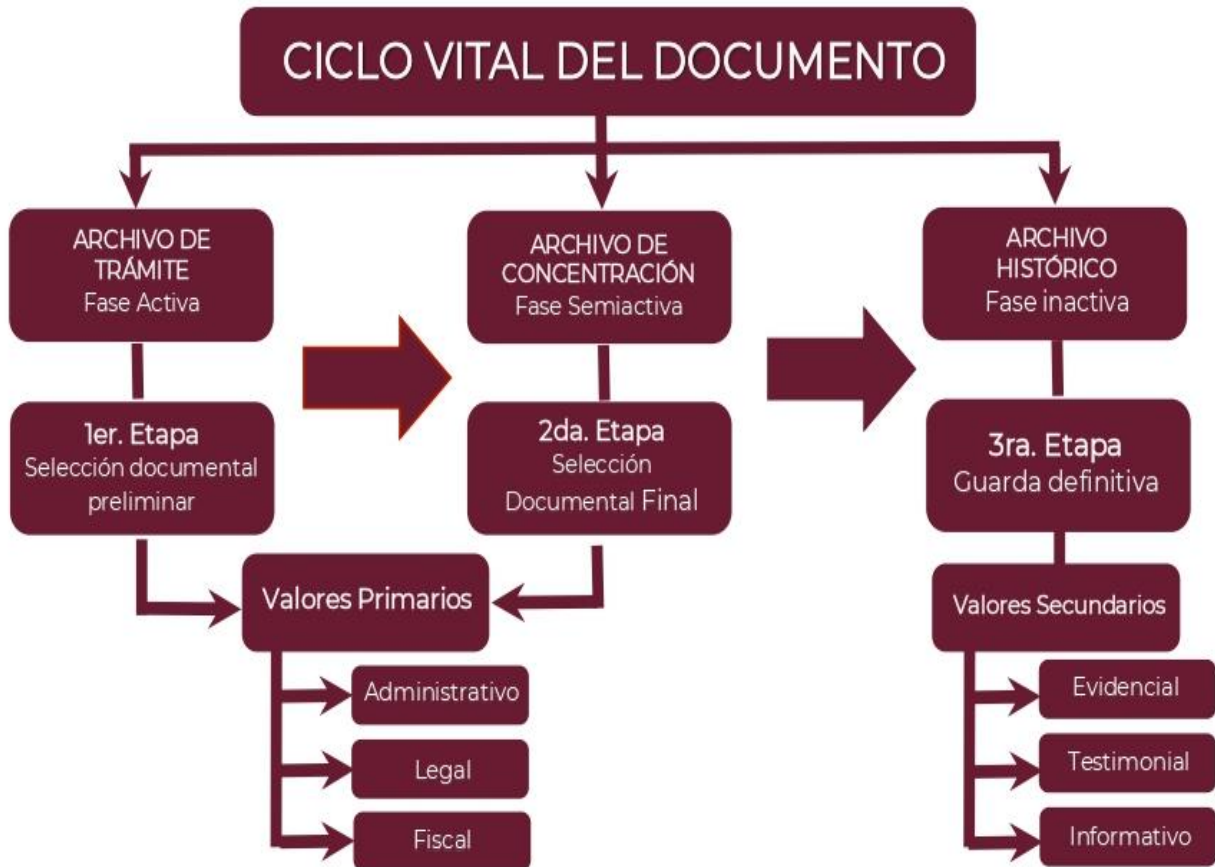 CICLO VITAL DEL DOCUMENTO
ARCHIVO DE
TRÁMITE
Fase Activa
ARCHIVO DE
CONCENTRACIÓN
Fase Semiactiva
ARCHIVO
HISTÓRICO
Fase inactiva
1er. Etapa
Selección documental
preliminar
2da. Etapa
Selección
Documental Final
3ra. Etapa
Guarda definitiva
Valores Primarios
Administrativo
Legal
Fiscal
Valores Secundarios
Evidencial
Testimonial
Informativo